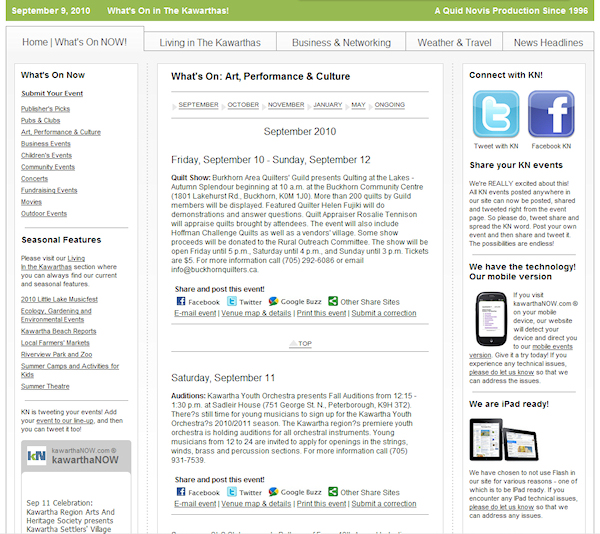 September 9, 2010 What's On in The Kawarthas! A Quid Novis Production Since 1996
Home | What's On NOW! Living in The Kawarthas Business & Networking Weather & Travel News Headlines
What's On Now
Submit Your Event
Publisher's Picks
Pubs & Clubs
Art, Performance & Culture
Business Events
Children's Events
Community Events
Concerts
Fundraising Events
Movies
Outdoor Events
Seasonal Features
Please visit our Living
In the Kawarthas section where
you can always find our current
and seasonal features.
2010 Little Lake Musicfest
Ecology, Gardening and
Environmental Events
Kawartha Beach Reports
Local Farmers' Markets
Riverview Park and Zoo
Summer Camps and Activities for
Kids
Summer Theatre
KN is tweeting your events! Add
your event to our line-up, and then
you can tweet it too!
kN
kawarthaNOW.com ®
kawarthaNOW
Sep 11 Celebration:
Kawartha Region Arts And
Heritage Society presents
Kawartha Settlers' Village
What's On: Art, Performance & Culture
SEPTEMBER OCTOBER NOVEMBER JANUARY MAY ONGOING
September 2010
Friday, September 10 - Sunday, September 12
Quilt Show: Burkhorn Area Quilters' Guild presents Quilting at the Lakes -
Autumn Splendour beginning at 10 a.m. at the Buckhorn Community Centre
(1801 Lakehurst Rd., Buckhorn, K0M 1J0). More than 200 quilts by Guild
members will be displayed. Featured Quilter Helen Fujiki will do
demonstrations and answer questions. Quilt Appraiser Rosalie Tennison
will appraise quilts brought by attendees. The event will also include
Hoffman Challenge Quilts as well as a vendors' village. Some show
proceeds will be donated to the Rural Outreach Committee. The show will be
open Friday until 5 p.m., Saturday until 4 p.m., and Sunday until 3 p.m. Tickets
are $5. For more information call (705) 292-6086 or email
info@buckhornquilters.ca.
Share and post this event!
Facebook Twitter Google Buzz Other Share Sites
E-mail event | Venue map & details | Print this event | Submit a correction
TOP
Saturday, September 11
Auditions: Kawartha Youth Orchestra presents Fall Auditions from 12:15 -
1:30 p.m. at Sadleir House (751 George St. N., Peterborough, K9H 3T2).
There?s still time for young musicians to sign up for the Kawartha Youth
Orchestra?s 2010/2011 season. The Kawartha region?s premiere youth
orchestra is holding auditions for all orchestral instruments. Young
musicians from 12 to 24 are invited to apply for openings in the strings,
winds, brass and percussion sections. For more information call (705)
931-7539.
Share and post this event!
Facebook Twitter Google Buzz Other Share Sites
E-mail event | Venue map & details | Print this event | Submit a correction
Connect with KN!
Tweet with KN Facebook KN
Share your KN events
We're REALLY excited about this!
All KN events posted anywhere in
our site can now be posted, shared
and tweeted right from the event
page. So please do, tweet share and
spread the KN word. Post your own
event and then share and tweet it.
The possibilities are endless!
We have the technology!
Our mobile version
If you visit
kawarthaNOW.com ®
on your mobile
device, our website
will detect your
device and direct
you to our mobile events
version. Give it a try today! If you
experience any technical issues,
please do let us know so that we
can address the issues.
We are iPad ready!
We have chosen to not use Flash in
our site for various reasons - one of
which is to be iPad ready. If you
encounter any iPad technical issues,
please do let us know so that we
can address any issues.